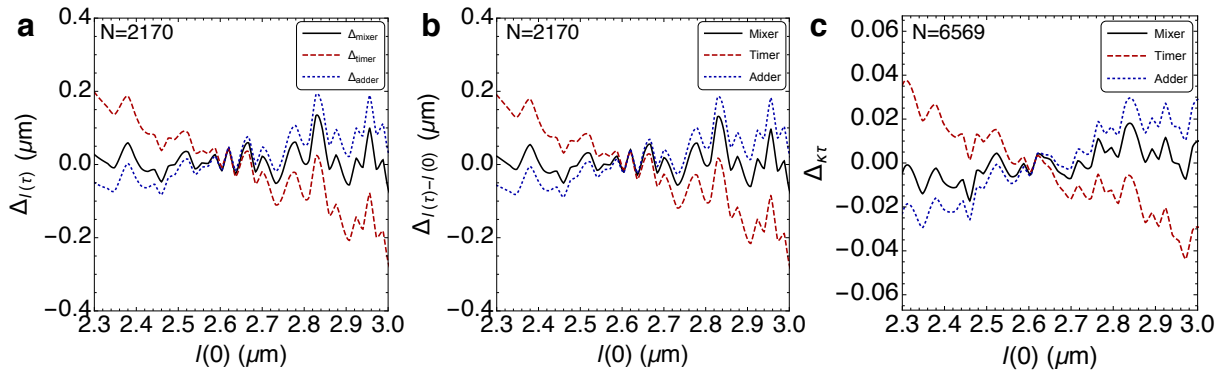 a
N=2170
Δmixer
Δtimer
Δadder
Δl(τ) (μm)
0.4
0.2
0.0
−0.2
−0.4
2.3 2.4 2.5 2.6 2.7 2.8 2.9 3.0
l(0) (μm)
b
N=2170
Mixer
Timer
Adder
Δl(τ)−l(0) (μm)
0.4
0.2
0.0
−0.2
−0.4
2.3 2.4 2.5 2.6 2.7 2.8 2.9 3.0
l(0) (μm)
c
N=6569
Mixer
Timer
Adder
Δκτ
0.06
0.04
0.02
0.00
−0.02
−0.04
−0.06
2.3 2.4 2.5 2.6 2.7 2.8 2.9 3.0
l(0) (μm)